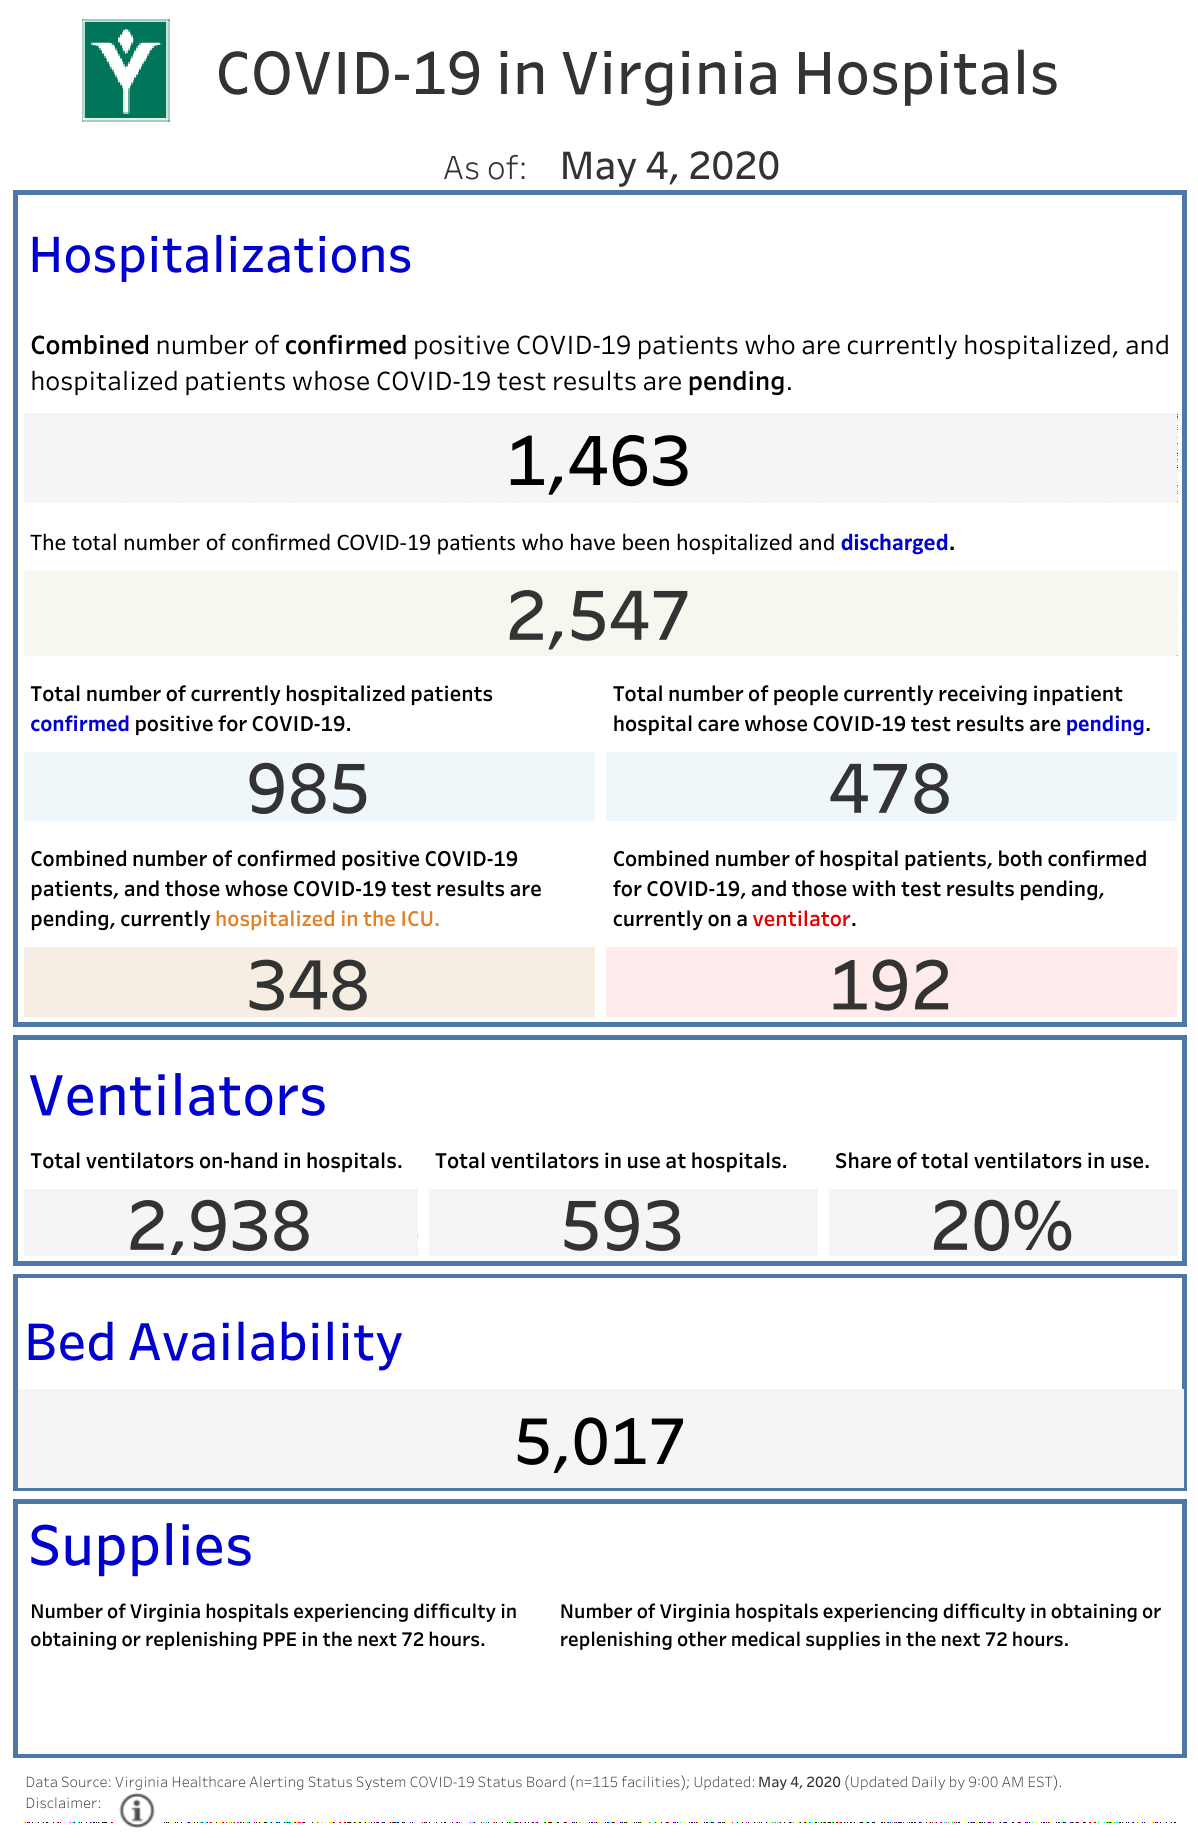 COVID-19 in Virginia Hospitals
As of: May 4, 2020
Hospitalizations
Combined number of confirmed positive COVID-19 patients who are currently hospitalized, and
hospitalized patients whose COVID-19 test results are pending.
1,463
The total number of confirmed COVID-19 patients who have been hospitalized and discharged.
2,547
Total number of currently hospitalized patients
confirmed positive for COVID-19.
985
Total number of people currently receiving inpatient
hospital care whose COVID-19 test results are pending.
478
Combined number of confirmed positive COVID-19
patients, and those whose COVID-19 test results are
pending, currently hospitalized in the ICU.
348
Combined number of hospital patients, both confirmed
for COVID-19, and those with test results pending,
currently on a ventilator.
192
Ventilators
Total ventilators on-hand in hospitals.
2,938
Total ventilators in use at hospitals.
593
Share of total ventilators in use.
20%
Bed Availability
5,017
Supplies
Number of Virginia hospitals experiencing difficulty in
obtaining or replenishing PPE in the next 72 hours.
Number of Virginia hospitals experiencing difficulty in obtaining or
replenishing other medical supplies in the next 72 hours.
Data Source: Virginia Healthcare Alerting Status System COVID-19 Status Board (n=115 facilities); Updated: May 4, 2020 (Updated Daily by 9:00 AM EST).
Disclaimer: